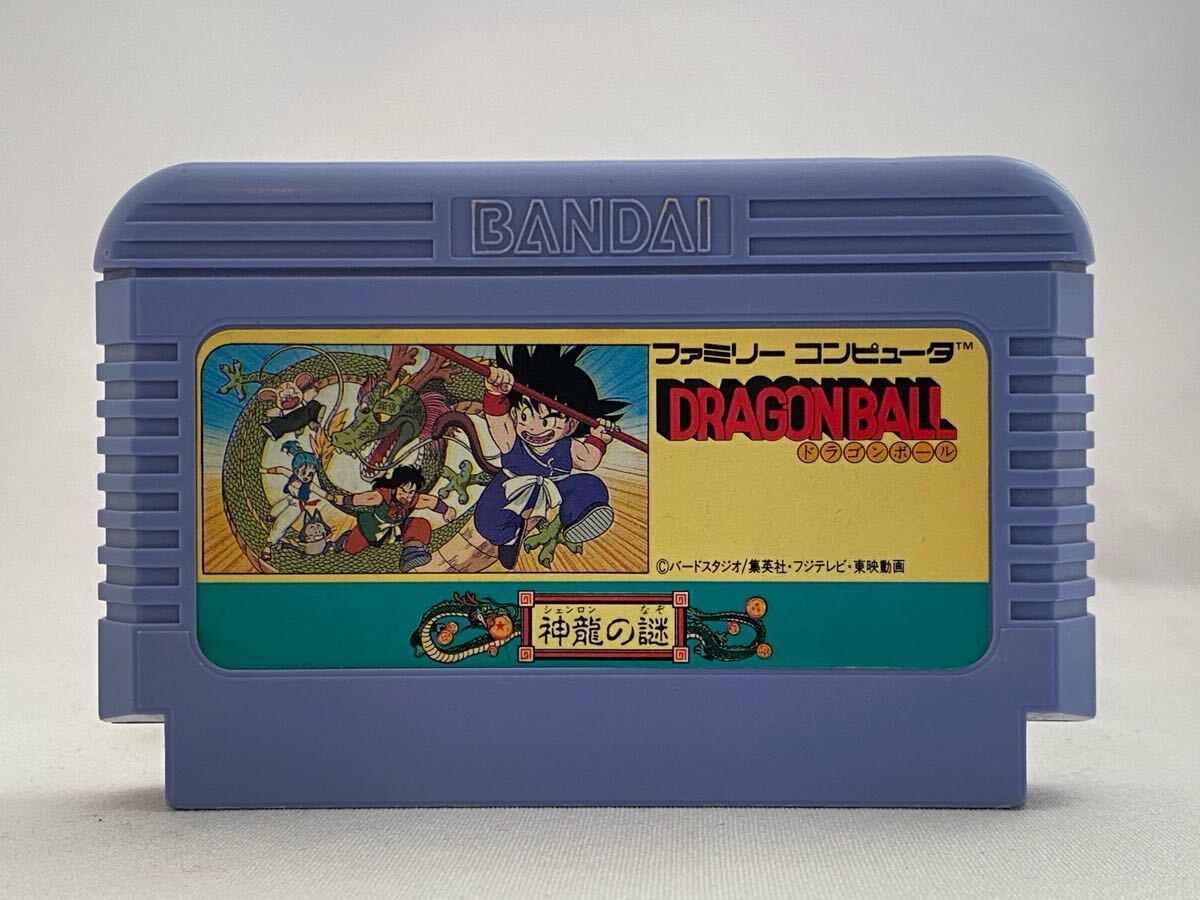 BANDAI
ファミリー コンピュータ™
DRAGONBALL
ドラゴンボール
©バードスタジオ/集英社・フジテレビ・東映動画
シェンロン なぞ
神龍の謎